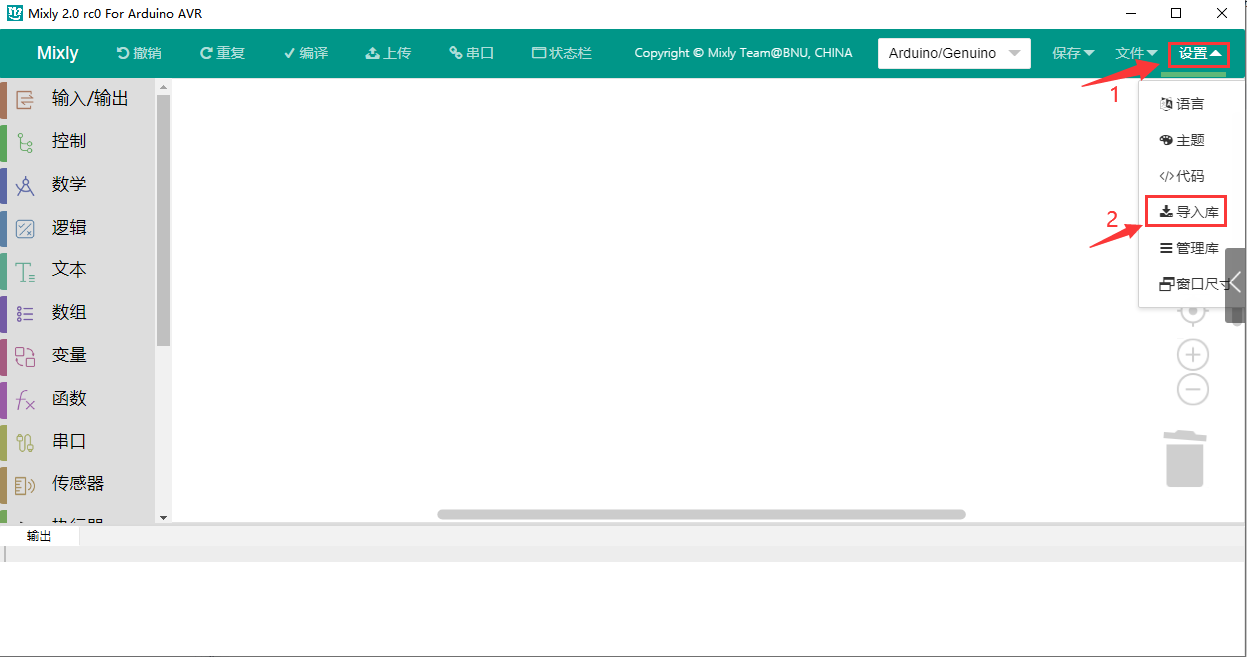 Mixly 2.0 rc0 For Arduino AVR
Mixly 撤销 重复 编译 上传 串口 状态栏 Copyright © Mixly Team@BNU, CHINA Arduino/Genuino 保存 文件 设置
1
语言
主题
代码
2 导入库
管理库
窗口尺寸
输入/输出
控制
数学
逻辑
文本
数组
变量
函数
串口
传感器
执行器
输出